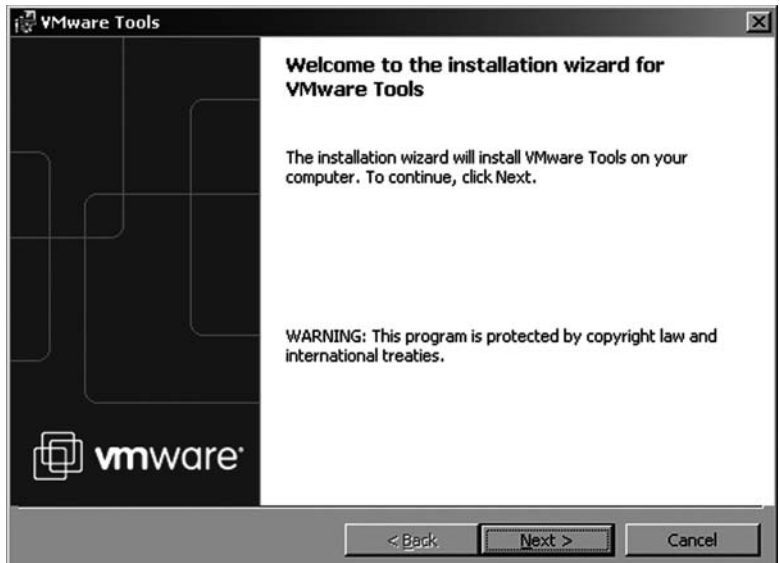 VMware Tools
Welcome to the installation wizard for
VMware Tools
The installation wizard will install VMware Tools on your
computer. To continue, click Next.
WARNING: This program is protected by copyright law and
international treaties.
vmware
< Back
Next >
Cancel